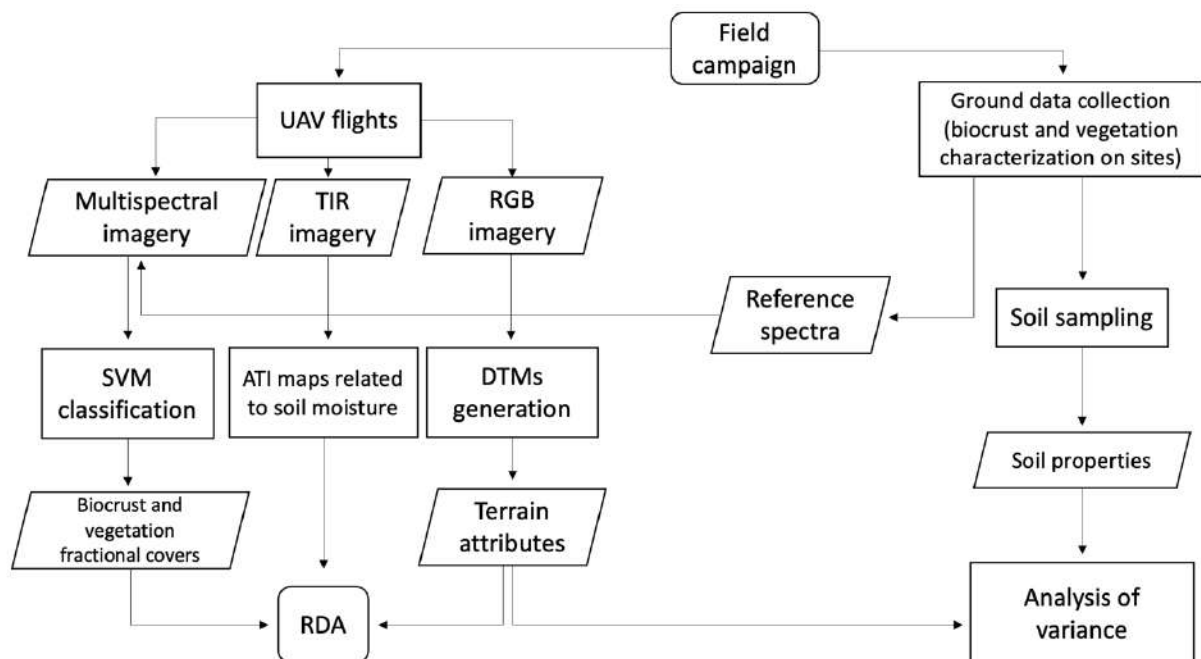 Field
campaign
UAV flights
Ground data collection
(biocrust and vegetation
characterization on sites)
Multispectral
imagery
TIR
imagery
RGB
imagery
Reference
spectra
Soil sampling
SVM
classification
ATI maps related
to soil moisture
DTMs
generation
Soil properties
Biocrust and
vegetation
fractional covers
Terrain
attributes
RDA
Analysis of
variance